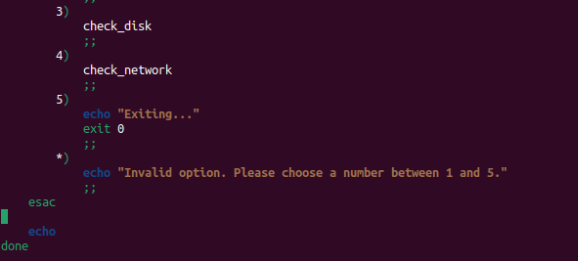 ;;
        3)
            check_disk
            ;;
        4)
            check_network
            ;;
        5)
            echo "Exiting..."
            exit 0
            ;;
        *)
            echo "Invalid option. Please choose a number between 1 and 5."
            ;;
    esac
    echo
done